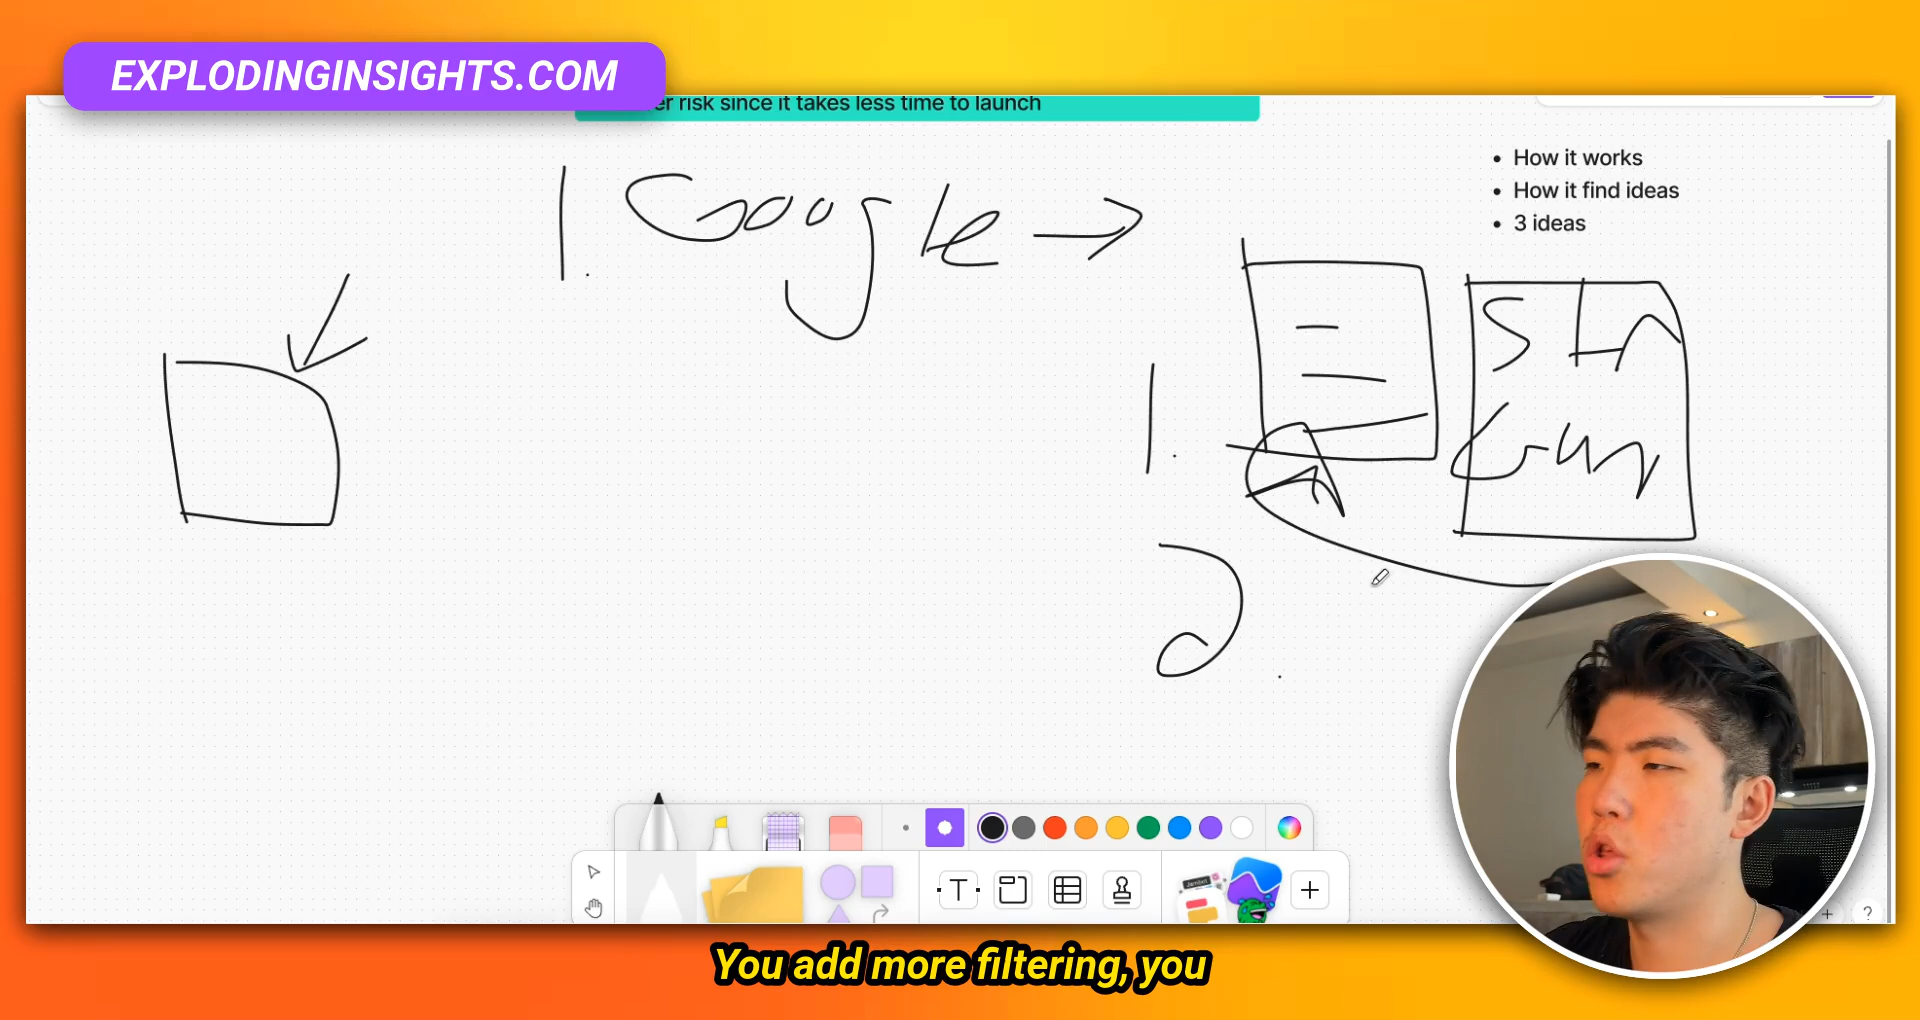 EXPLODINGINSIGHTS.COM
er risk since it takes less time to launch
• How it works
• How it find ideas
• 3 ideas
1. Google →
1.
2.
T
?
You add more filtering, you